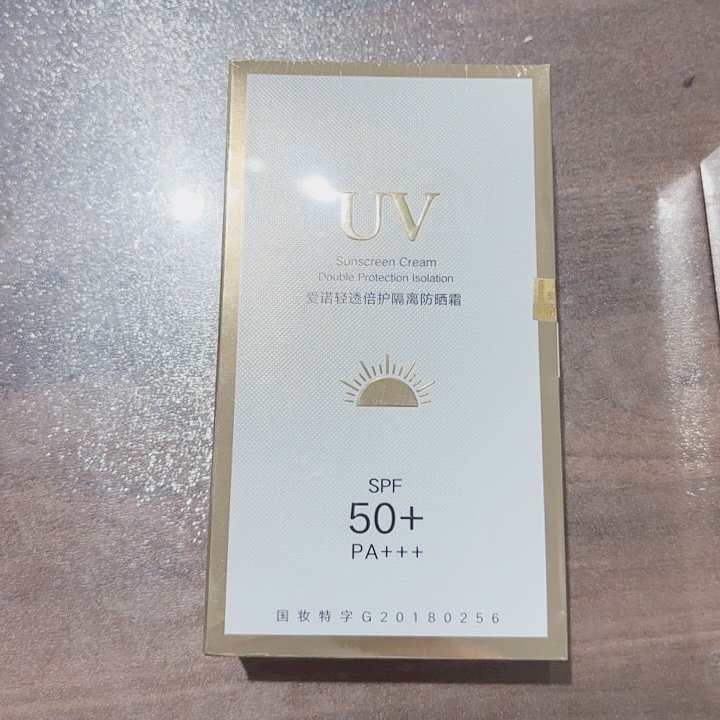 UV
Sunscreen Cream
Double Protection Isolation
爱诺轻透倍护隔离防晒霜
SPF
50+
PA+++
国妆特字G20180256